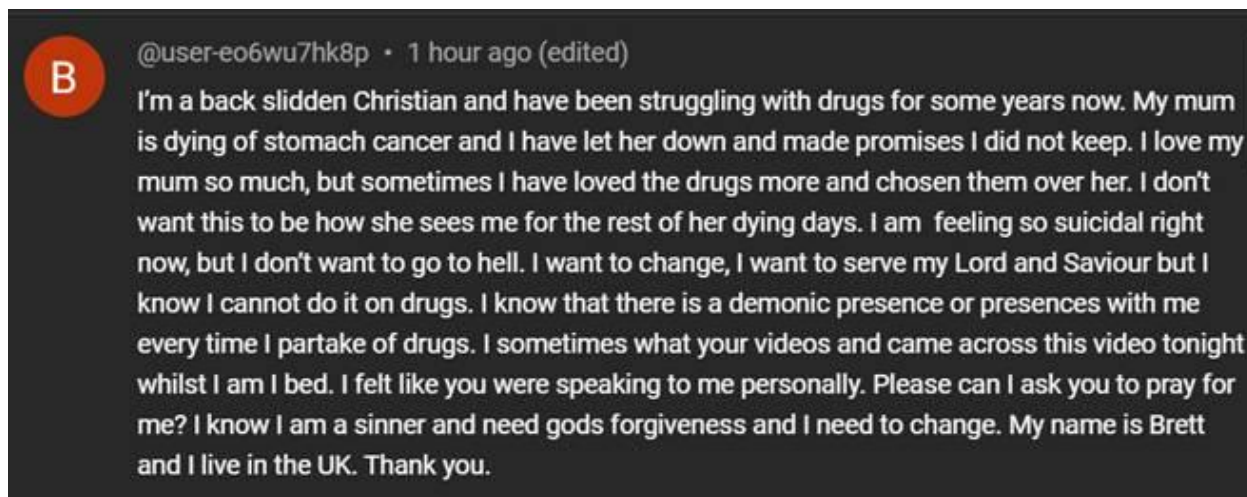 B
@user-eo6wu7hk8p • 1 hour ago (edited)
I'm a back slidden Christian and have been struggling with drugs for some years now. My mum
is dying of stomach cancer and I have let her down and made promises I did not keep. I love my
mum so much, but sometimes I have loved the drugs more and chosen them over her. I don't
want this to be how she sees me for the rest of her dying days. I am  feeling so suicidal right
now, but I don't want to go to hell. I want to change, I want to serve my Lord and Saviour but I
know I cannot do it on drugs. I know that there is a demonic presence or presences with me
every time I partake of drugs. I sometimes what your videos and came across this video tonight
whilst I am I bed. I felt like you were speaking to me personally. Please can I ask you to pray for
me? I know I am a sinner and need gods forgiveness and I need to change. My name is Brett
and I live in the UK. Thank you.